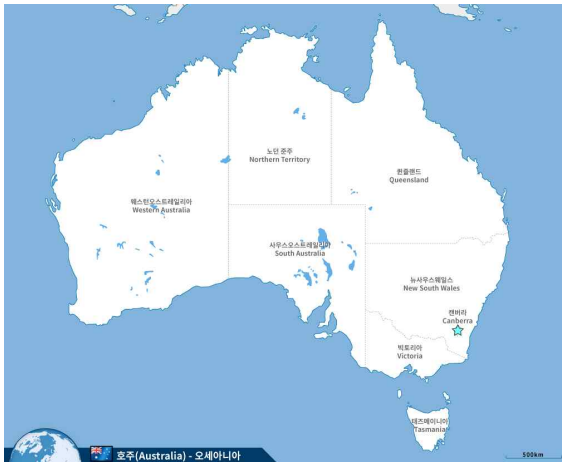 노던 준주
Northern Territory
퀸즐랜드
Queensland
웨스턴오스트레일리아
Western Australia
사우스오스트레일리아
South Australia
뉴사우스웨일스
New South Wales
캔버라
Canberra
빅토리아
Victoria
태즈메이니아
Tasmania
호주(Australia) - 오세아니아
500km